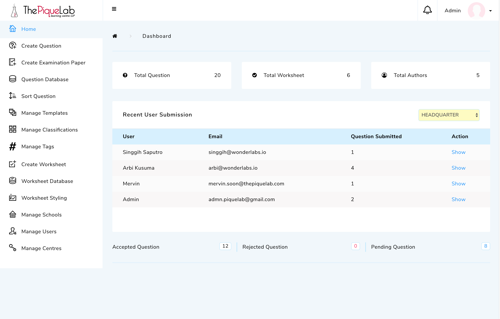 ThePiqueLab
Admin
Home
Create Question
Create Examination Paper
Question Database
Sort Question
Manage Templates
Manage Classifications
Manage Tags
Create Worksheet
Worksheet Database
Worksheet Styling
Manage Schools
Manage Users
Manage Centres
Dashboard
Total Question 20
Total Worksheet 6
Total Authors 5
Recent User Submission HEADQUARTER
User Email Question Submitted Action
Singgih Saputro singgih@wonderlabs.io 1 Show
Arbi Kusuma arbi@wonderlabs.io 4 Show
Mervin mervin.soon@thepiquelab.com 1 Show
Admin admn.piquelab@gmail.com 2 Show
Accepted Question 12 Rejected Question 0 Pending Question 8